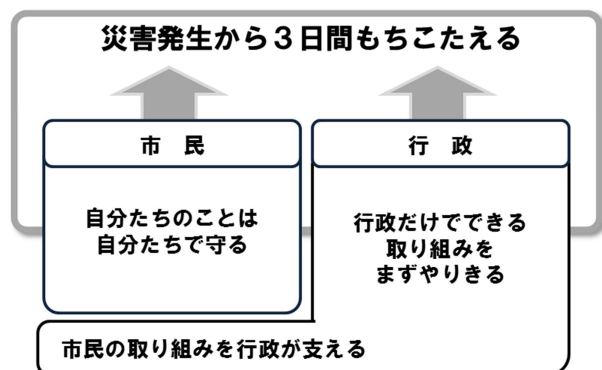 災害発生から３日間もちこたえる
市　民
自分たちのことは
自分たちで守る
行　政
行政だけでできる
取り組みを
まずやりきる
市民の取り組みを行政が支える